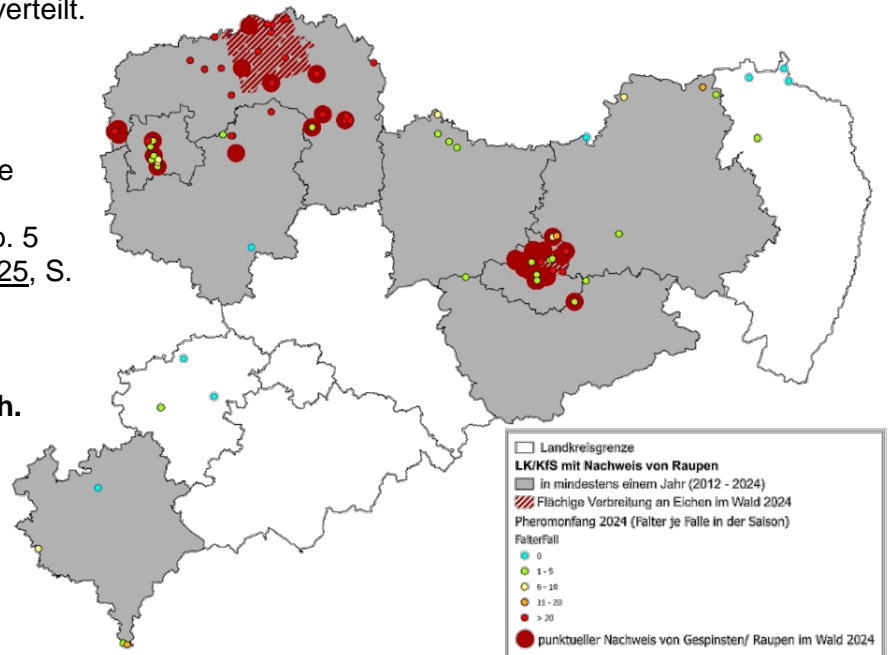 verteilt.
e
o. 5
25, S.
h.
Landkreisgrenze
LK/KfS mit Nachweis von Raupen
in mindestens einem Jahr (2012 - 2024)
Flächige Verbreitung an Eichen im Wald 2024
Pheromonfang 2024 (Falter je Falle in der Saison)
FalterFall
0
1 - 5
6 - 10
11 - 20
> 20
punktueller Nachweis von Gespinsten/ Raupen im Wald 2024